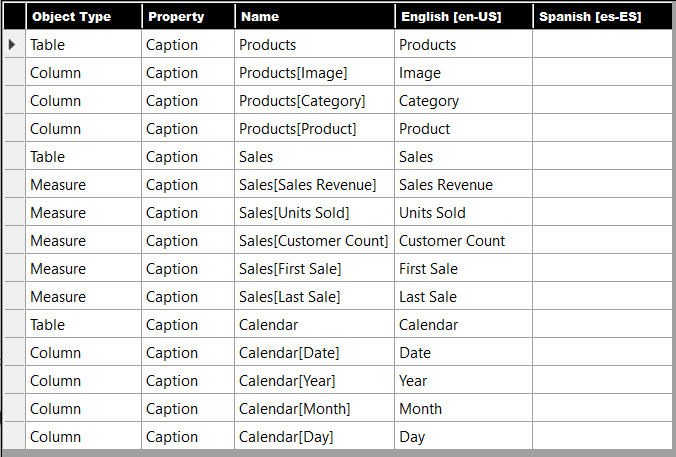 Object Type Property Name English [en-US] Spanish [es-ES]
Table Caption Products Products
Column Caption Products[Image] Image
Column Caption Products[Category] Category
Column Caption Products[Product] Product
Table Caption Sales Sales
Measure Caption Sales[Sales Revenue] Sales Revenue
Measure Caption Sales[Units Sold] Units Sold
Measure Caption Sales[Customer Count] Customer Count
Measure Caption Sales[First Sale] First Sale
Measure Caption Sales[Last Sale] Last Sale
Table Caption Calendar Calendar
Column Caption Calendar[Date] Date
Column Caption Calendar[Year] Year
Column Caption Calendar[Month] Month
Column Caption Calendar[Day] Day